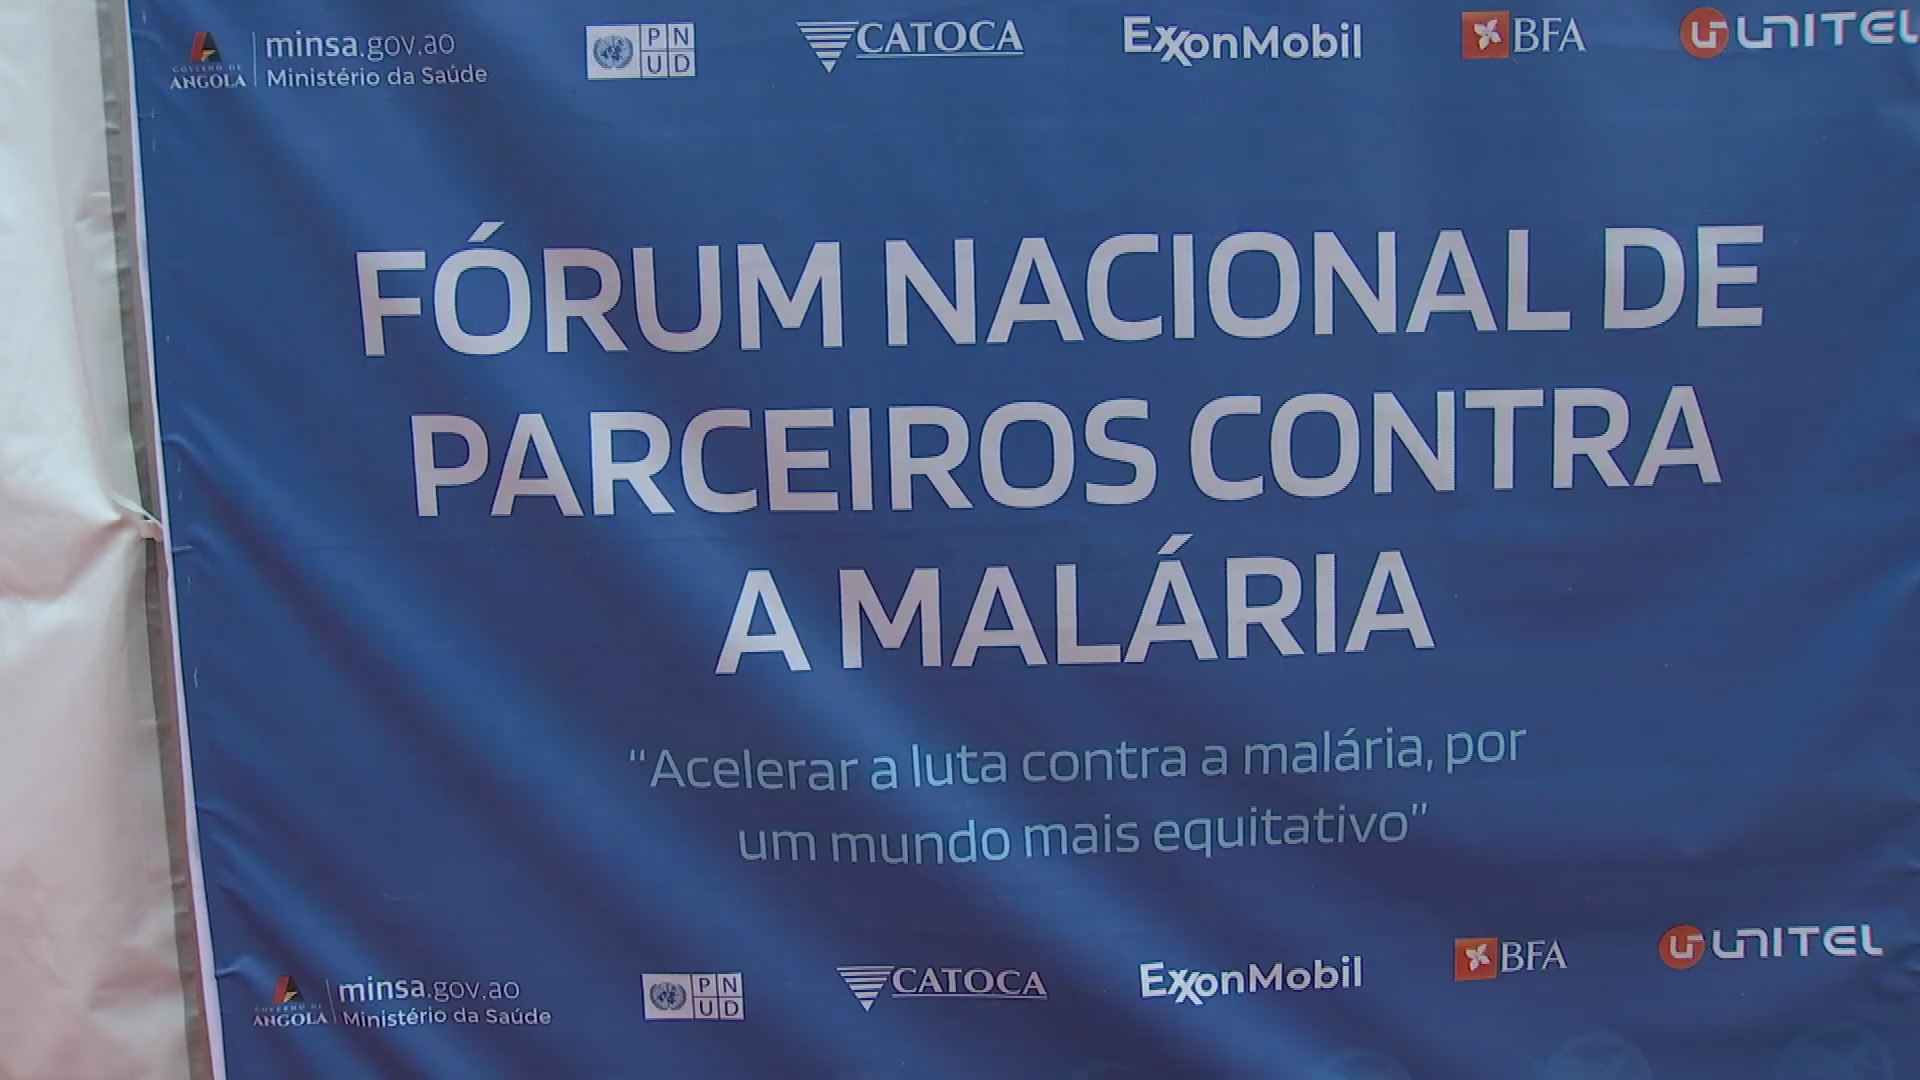 GOVERNO DE ANGOLA minsa.gov.ao Ministério da Saúde PNUD CATOCA ExxonMobil BFA UNITEL
FÓRUM NACIONAL DE
PARCEIROS CONTRA
A MALÁRIA
“Acelerar a luta contra a malária, por
um mundo mais equitativo”
GOVERNO DE ANGOLA minsa.gov.ao Ministério da Saúde PNUD CATOCA ExxonMobil BFA UNITEL